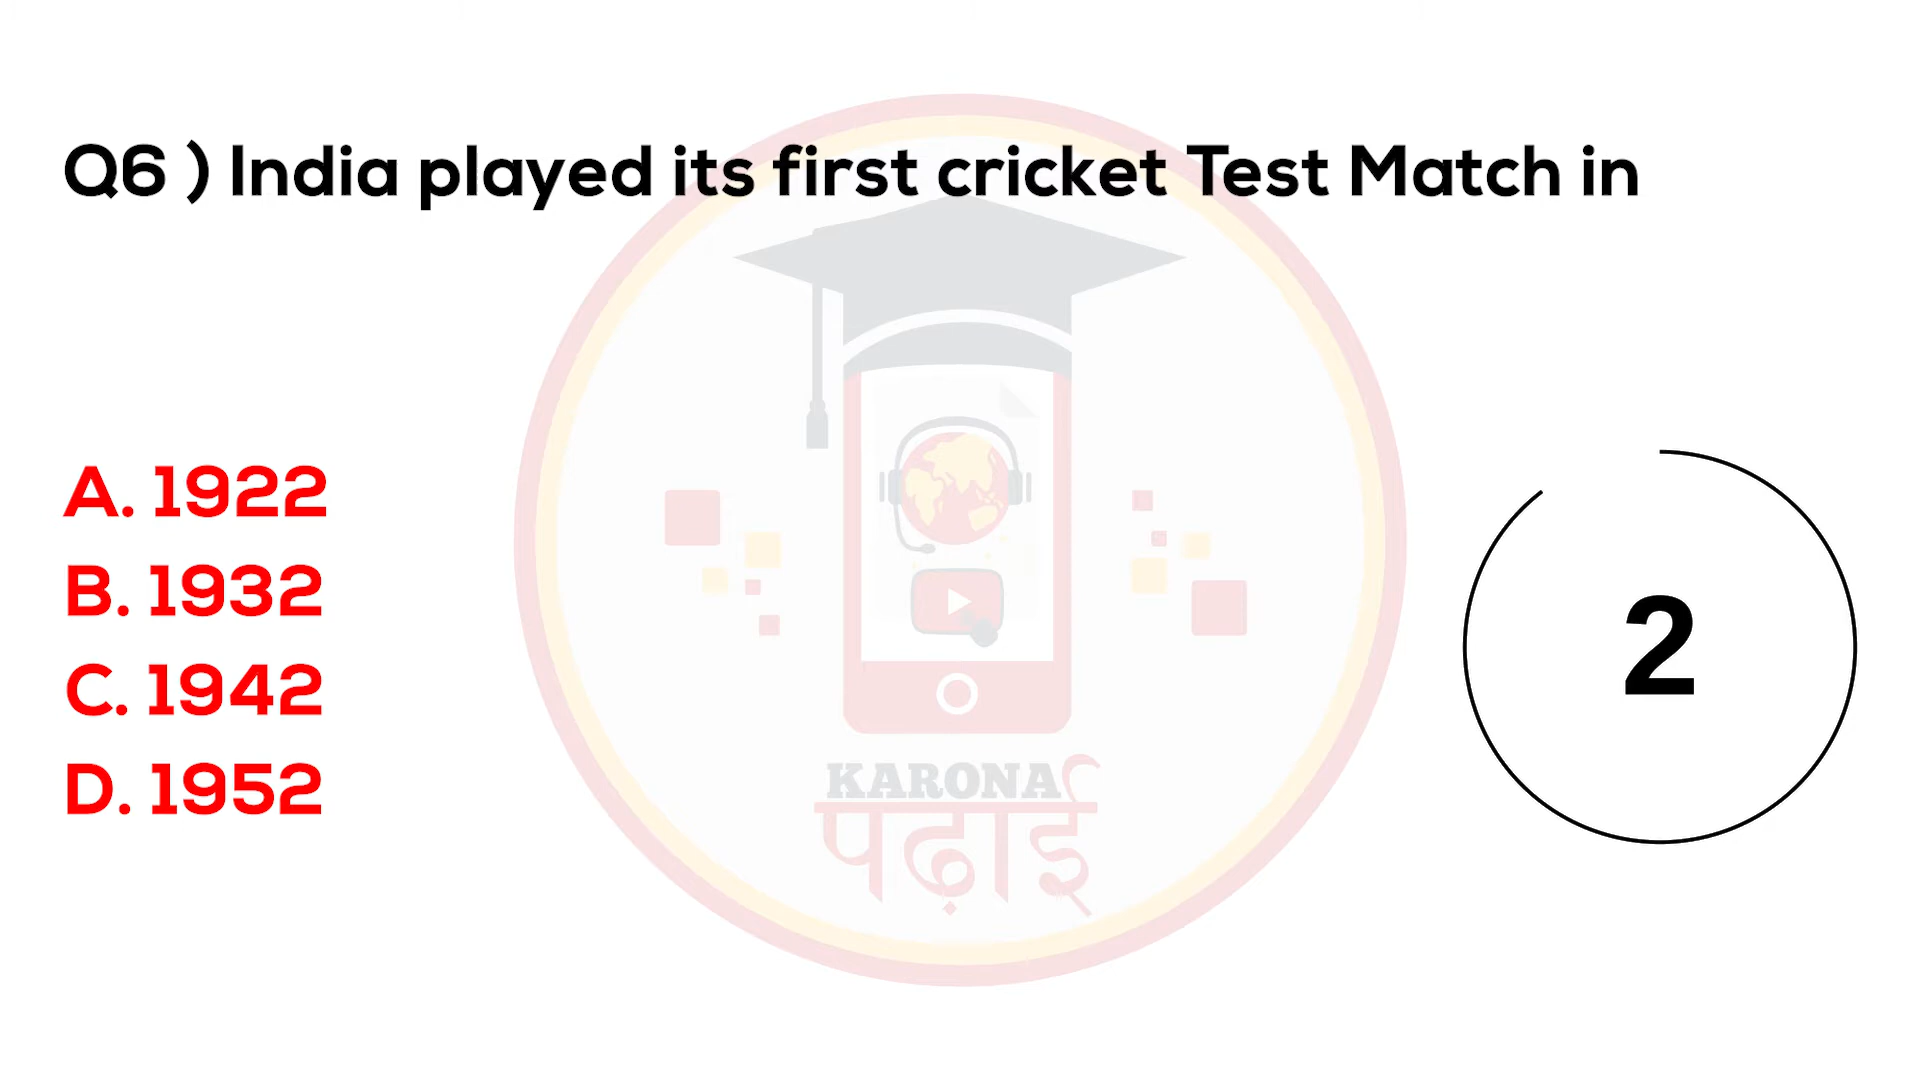 Q6 ) India played its first cricket Test Match in
A. 1922
B. 1932
C. 1942
D. 1952
2
KARONA
पढ़ाई